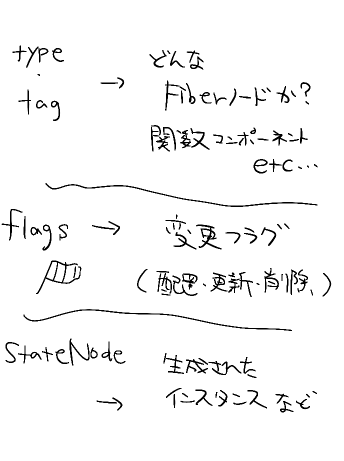 type
・
tag
→ どんな
Fiberノードか?
関数コンポーネント
etc...
flags → 変更フラグ
(配置・更新・削除、)
StateNode
→ 生成された
インスタンスなど